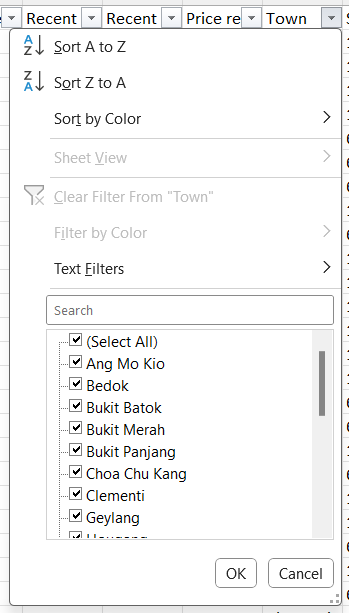 Recent
Recent
Price re
Town
Sort A to Z
Sort Z to A
Sort by Color
Sheet View
Clear Filter From "Town"
Filter by Color
Text Filters
Search
(Select All)
Ang Mo Kio
Bedok
Bukit Batok
Bukit Merah
Bukit Panjang
Choa Chu Kang
Clementi
Geylang
OK
Cancel